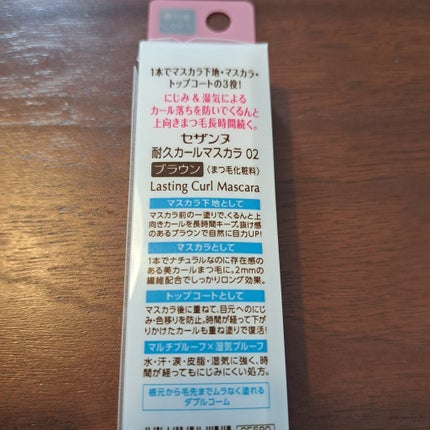 1本でマスカラ下地・マスカラ・
トップコートの3役!
にじみ & 湿気による
カール落ちを防いでくるんと
上向きまつ毛長時間続く。
セザンヌ
耐久カールマスカラ 02
ブラウン 〈まつ毛化粧料〉
Lasting Curl Mascara
マスカラ下地として
マスカラ前の一塗りで、くるんと上
向きカールを長時間キープ。抜け感
のあるブラウンで自然に目力UP!
マスカラとして
1本でナチュラルなのに存在感の
ある美カールまつ毛に。2mmの
繊維配合でしっかりロング効果。
トップコートとして
マスカラ後に重ねて、目元へのにじ
み・色移りを防止。時間が経って下が
りかけたカールも重ね塗りで復活!
マルチプルーフ×湿気プルーフ
水・汗・涙・皮脂・湿気に強く、時
間が経ってもにじみにくい処方。
根元から毛先までムラなく塗れる
ダブルコーム